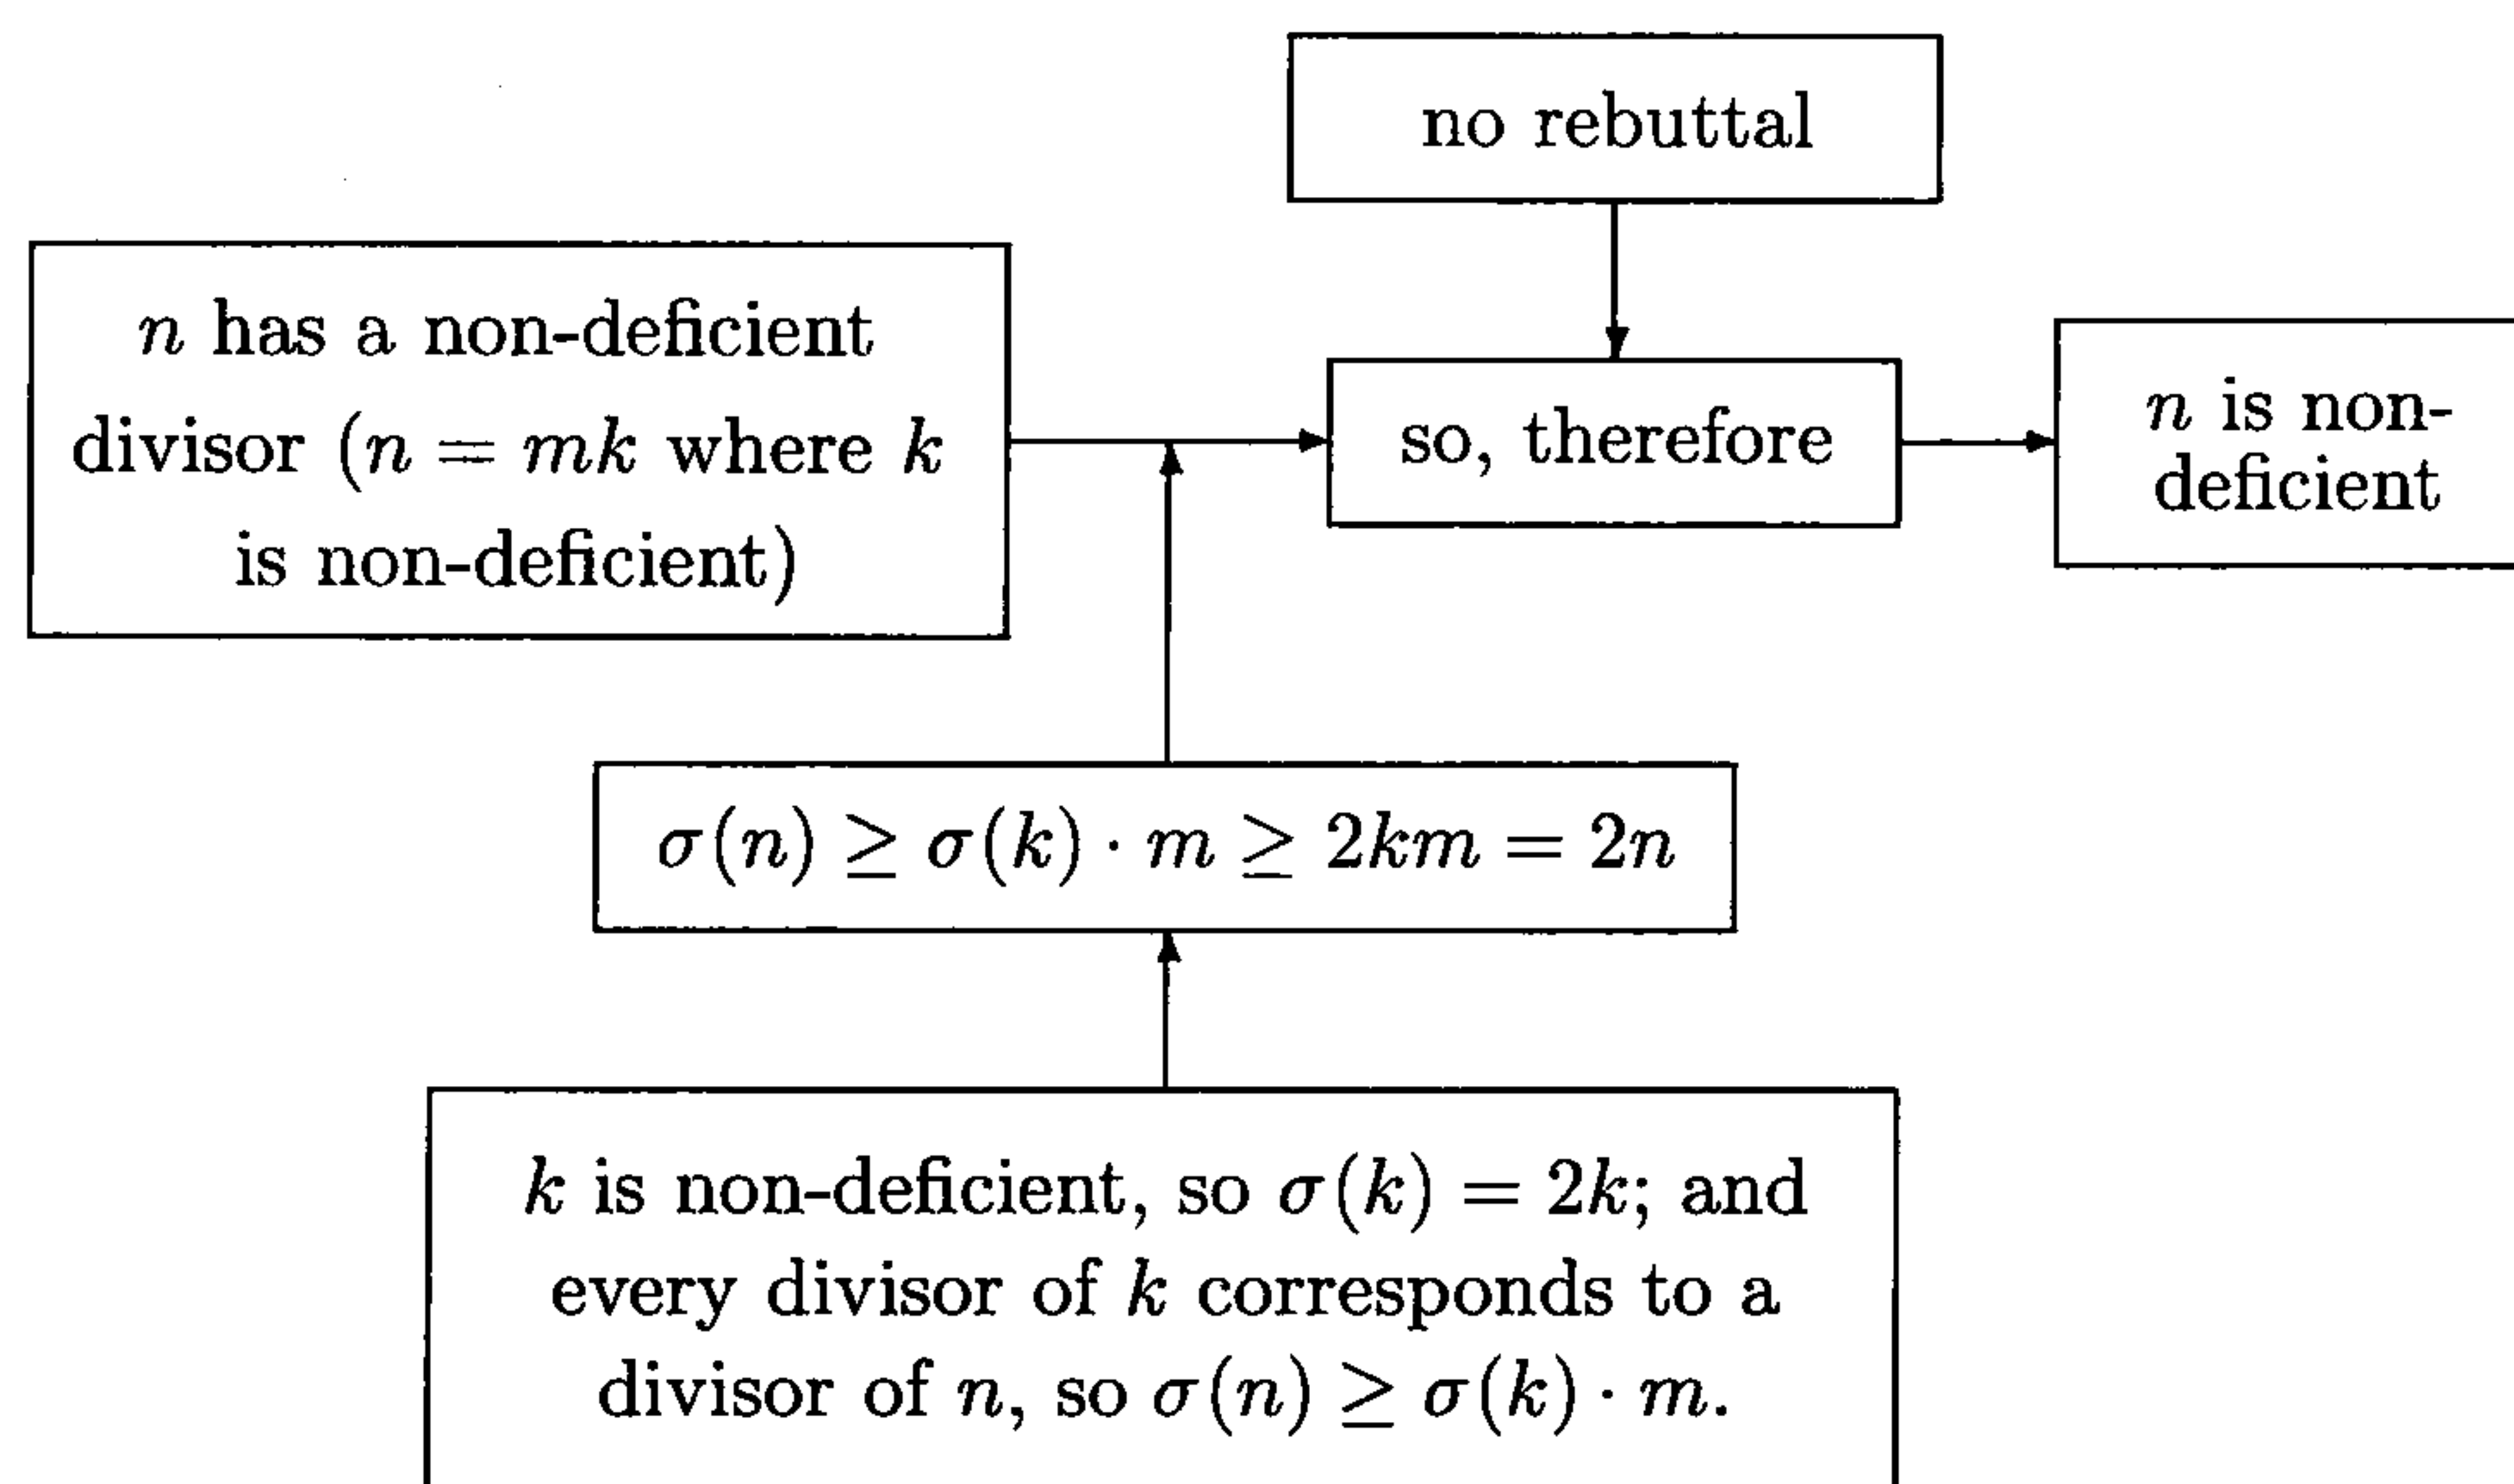 no rebuttal
n has a non-deficient
divisor (n = mk where k
is non-deficient)
so, therefore
n is non-
deficient
σ(n) ≥ σ(k) · m ≥ 2km = 2n
k is non-deficient, so σ(k) = 2k; and
every divisor of k corresponds to a
divisor of n, so σ(n) ≥ σ(k) · m.